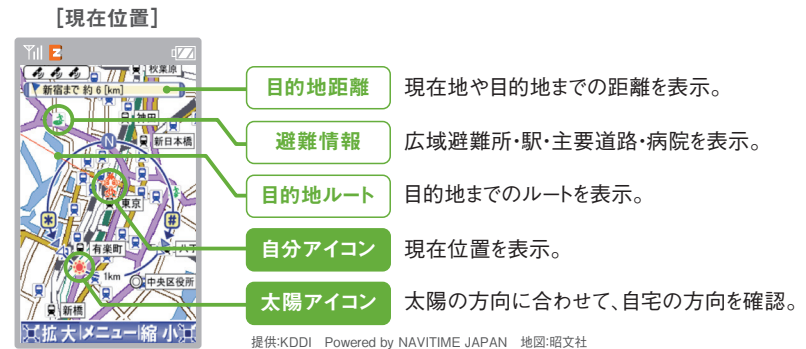 [現在位置]
秋葉原
新宿まで 約 6 [km]
神田
N
新日本橋
東京
*
#
有楽町
八丁
1km
中央区役所
新橋
拡大 メニュー 縮小
目的地距離 現在地や目的地までの距離を表示。
避難情報 広域避難所・駅・主要道路・病院を表示。
目的地ルート 目的地までのルートを表示。
自分アイコン 現在位置を表示。
太陽アイコン 太陽の方向に合わせて、自宅の方向を確認。
提供:KDDI Powered by NAVITIME JAPAN 地図:昭文社